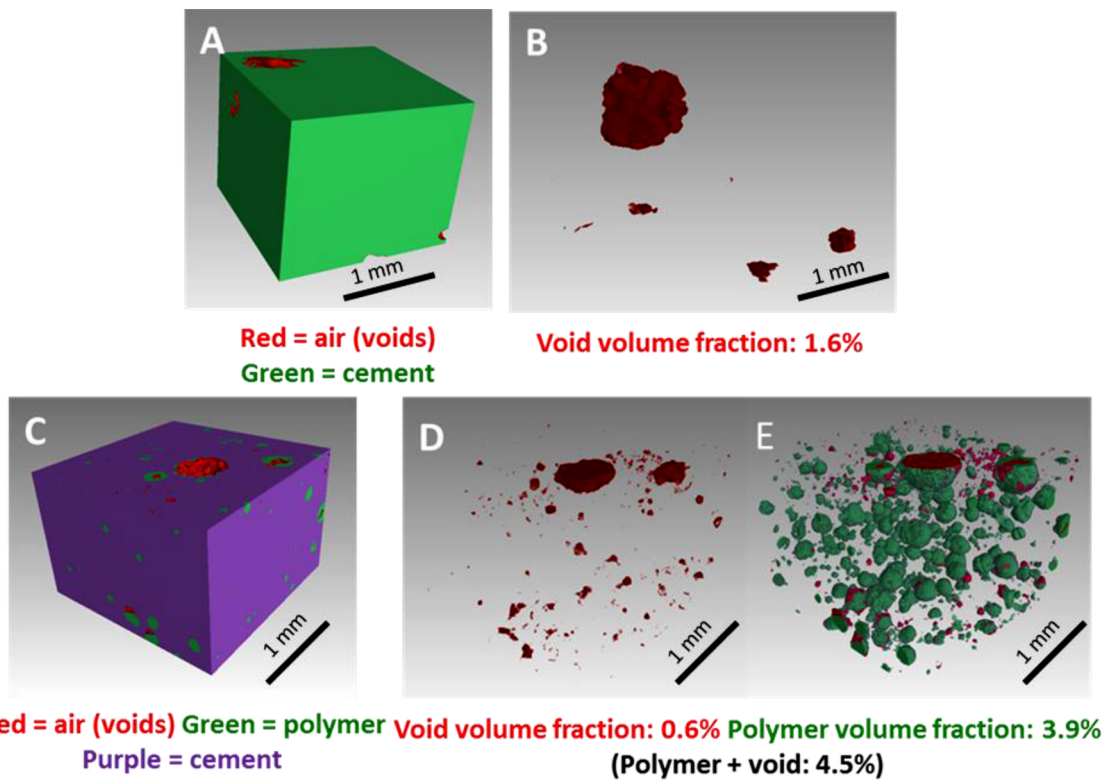 A
B
1 mm
1 mm
Red = air (voids)
Green = cement
Void volume fraction: 1.6%
C
D
E
1 mm
1 mm
1 mm
ed = air (voids) Green = polymer
Purple = cement
Void volume fraction: 0.6% Polymer volume fraction: 3.9%
(Polymer + void: 4.5%)